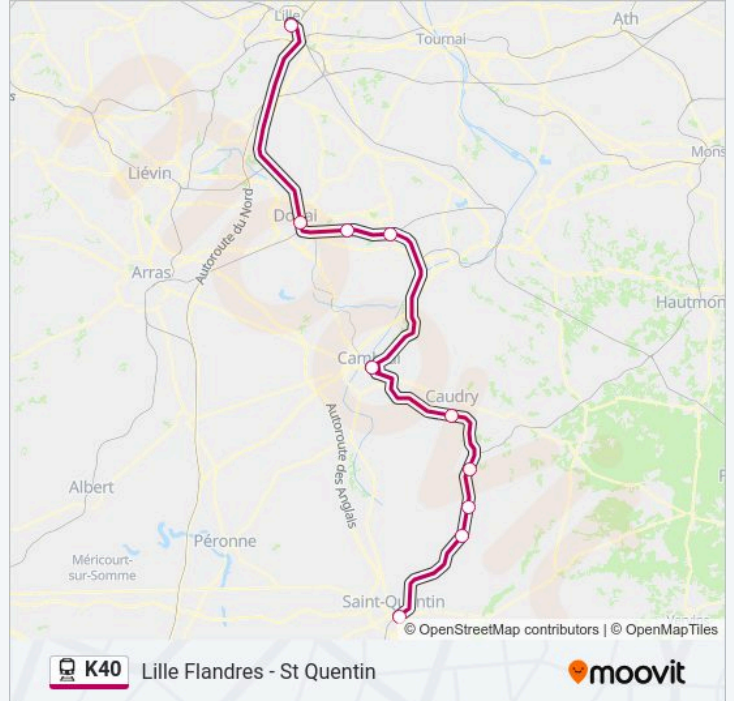 Lille
Ath
Tournai
Mons
Liévin
Autoroute du Nord
Douai
Arras
Hautmon
Cambrai
Caudry
Autoroute des Anglais
Albert
Péronne
Méricourt-
sur-Somme
Saint-Quentin
© OpenStreetMap contributors | © OpenMapTiles
K40 Lille Flandres - St Quentin
moovit